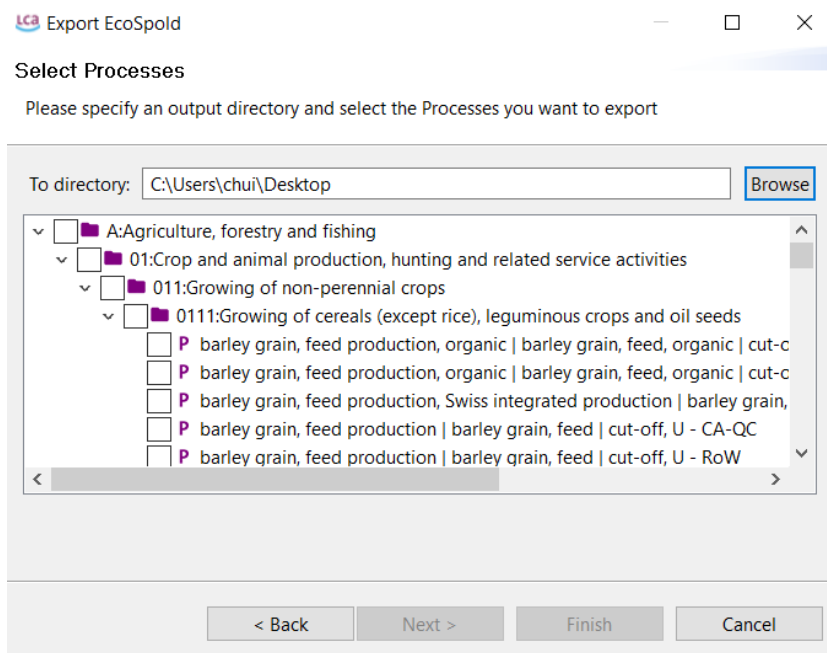 LCA Export EcoSpold
Select Processes
Please specify an output directory and select the Processes you want to export
To directory: C:\Users\chui\Desktop Browse
A:Agriculture, forestry and fishing
01:Crop and animal production, hunting and related service activities
011:Growing of non-perennial crops
0111:Growing of cereals (except rice), leguminous crops and oil seeds
P barley grain, feed production, organic | barley grain, feed, organic | cut-o
P barley grain, feed production, organic | barley grain, feed, organic | cut-o
P barley grain, feed production, Swiss integrated production | barley grain,
P barley grain, feed production | barley grain, feed | cut-off, U - CA-QC
P barley grain, feed production | barley grain, feed | cut-off, U - RoW
< Back Next > Finish Cancel